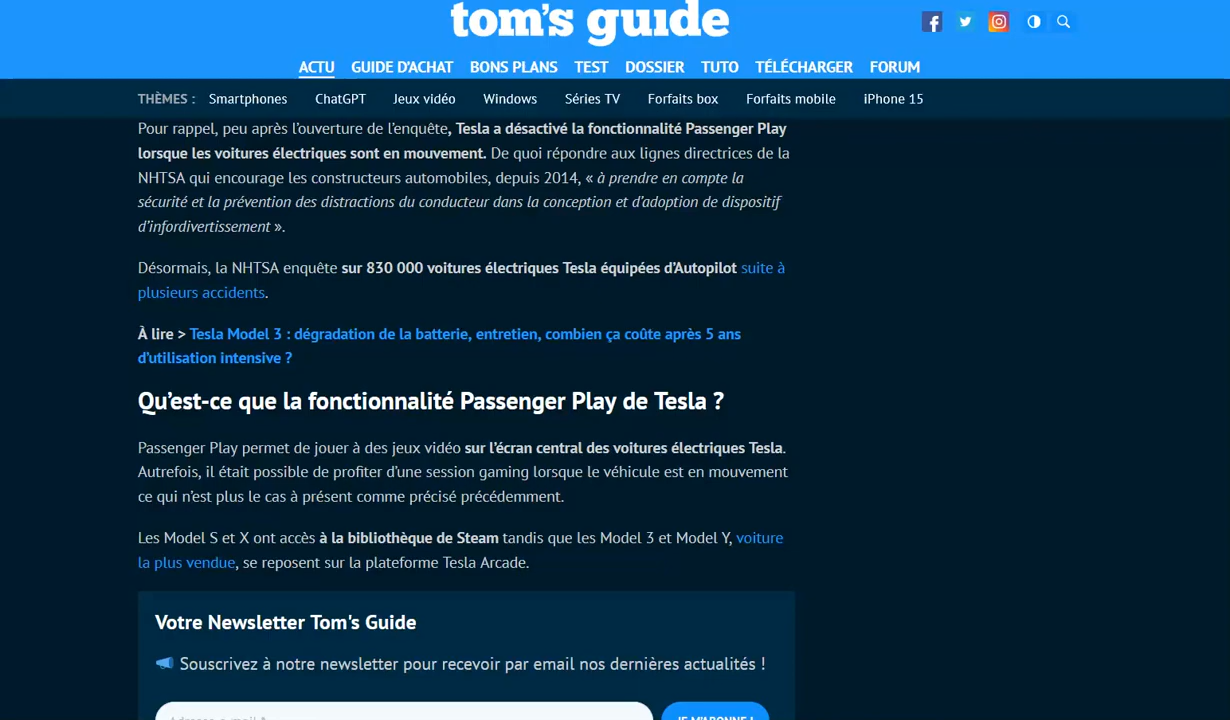 tom's guide
ACTU GUIDE D'ACHAT BONS PLANS TEST DOSSIER TUTO TÉLÉCHARGER FORUM
THÈMES : Smartphones ChatGPT Jeux vidéo Windows Séries TV Forfaits box Forfaits mobile iPhone 15
Pour rappel, peu après l'ouverture de l'enquête, Tesla a désactivé la fonctionnalité Passenger Play
lorsque les voitures électriques sont en mouvement. De quoi répondre aux lignes directrices de la
NHTSA qui encourage les constructeurs automobiles, depuis 2014, « à prendre en compte la
sécurité et la prévention des distractions du conducteur dans la conception et d'adoption de dispositif
d'infordivertissement ».
Désormais, la NHTSA enquête sur 830 000 voitures électriques Tesla équipées d'Autopilot suite à
plusieurs accidents.
À lire > Tesla Model 3 : dégradation de la batterie, entretien, combien ça coûte après 5 ans
d'utilisation intensive ?
Qu'est-ce que la fonctionnalité Passenger Play de Tesla ?
Passenger Play permet de jouer à des jeux vidéo sur l'écran central des voitures électriques Tesla.
Autrefois, il était possible de profiter d'une session gaming lorsque le véhicule est en mouvement
ce qui n'est plus le cas à présent comme précisé précédemment.
Les Model S et X ont accès à la bibliothèque de Steam tandis que les Model 3 et Model Y, voiture
la plus vendue, se reposent sur la plateforme Tesla Arcade.
Votre Newsletter Tom's Guide
Souscrivez à notre newsletter pour recevoir par email nos dernières actualités !
Adresse e-mail *
JE M'ABONNE !